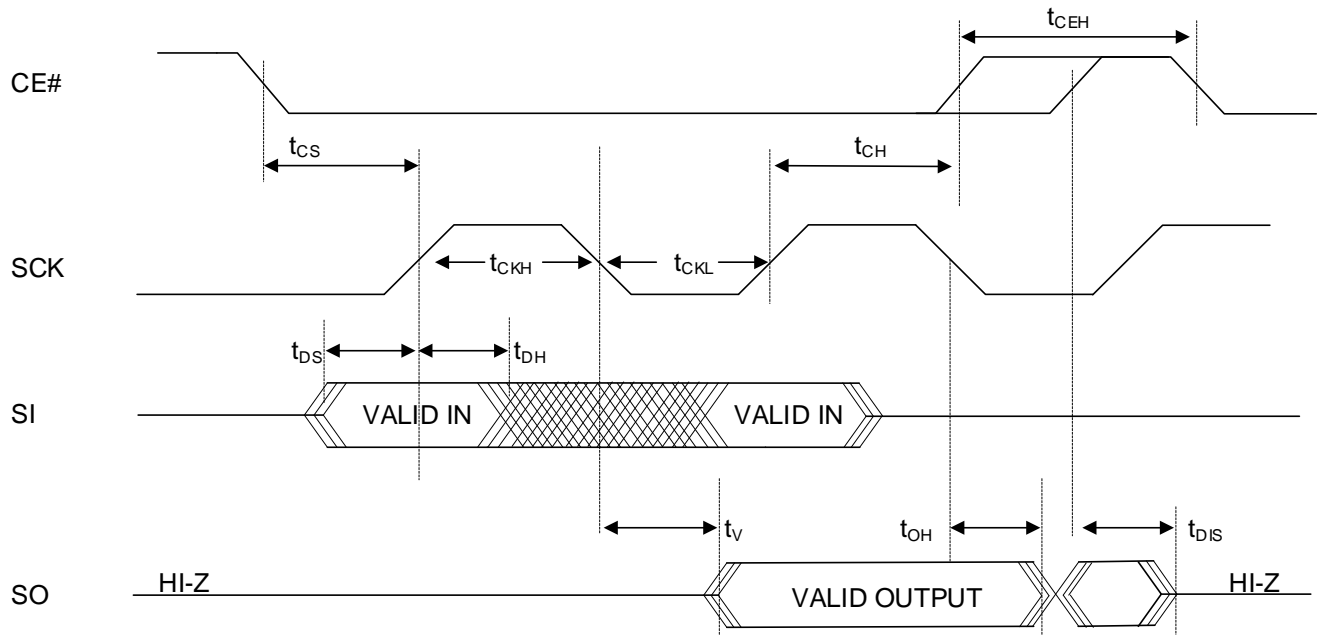 tCEH
CE#
tCS
tCH
SCK
tCKH
tCKL
tDS
tDH
SI
VALID IN
VALID IN
tV
tOH
tDIS
SO
HI-Z
VALID OUTPUT
HI-Z